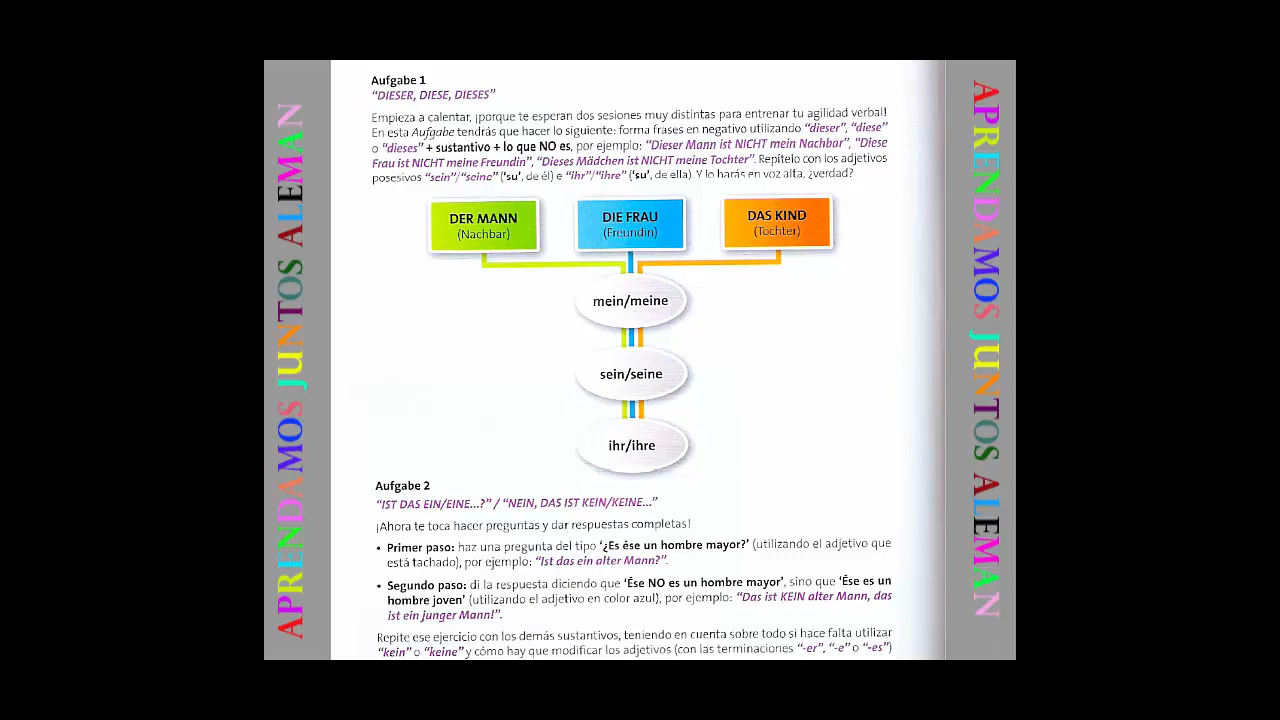 APRENDAMOS JUNTOS ALEMAN
Aufgabe 1
"DIESER, DIESE, DIESES"
Empieza a calentar, ¡porque te esperan dos sesiones muy distintas para entrenar tu agilidad verbal!
En esta Aufgabe tendrás que hacer lo siguiente: forma frases en negativo utilizando "dieser", "diese"
o "dieses" + sustantivo + lo que NO es, por ejemplo: "Dieser Mann ist NICHT mein Nachbar", "Diese
Frau ist NICHT meine Freundin", "Dieses Mädchen ist NICHT meine Tochter". Repítelo con los adjetivos
posesivos "sein"/"seine" ('su', de él) e "ihr"/"ihre" ('su', de ella). Y lo harás en voz alta, ¿verdad?
DER MANN
(Nachbar)
DIE FRAU
(Freundin)
DAS KIND
(Tochter)
mein/meine
sein/seine
ihr/ihre
Aufgabe 2
"IST DAS EIN/EINE...?" / "NEIN, DAS IST KEIN/KEINE..."
¡Ahora te toca hacer preguntas y dar respuestas completas!
• Primer paso: haz una pregunta del tipo '¿Es ése un hombre mayor?' (utilizando el adjetivo que
está tachado), por ejemplo: "Ist das ein alter Mann?".
• Segundo paso: di la respuesta diciendo que 'Ése NO es un hombre mayor', sino que 'Ése es un
hombre joven' (utilizando el adjetivo en color azul), por ejemplo: "Das ist KEIN alter Mann, das
ist ein junger Mann!".
Repite ese ejercicio con los demás sustantivos, teniendo en cuenta sobre todo si hace falta utilizar
"kein" o "keine" y cómo hay que modificar los adjetivos (con las terminaciones "-er", "-e" o "-es")
APRENDAMOS JUNTOS ALEMAN